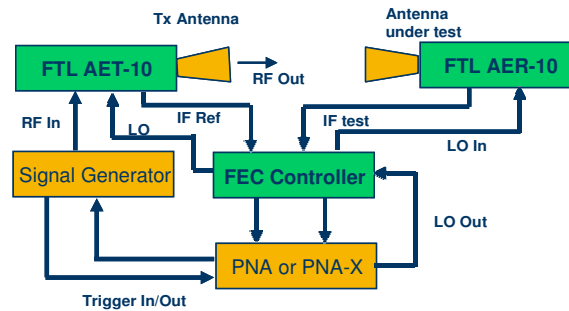 Tx Antenna
Antenna
under test
FTL AET-10
RF Out
FTL AER-10
IF Ref
IF test
RF In
LO
LO In
Signal Generator
FEC Controller
LO Out
PNA or PNA-X
Trigger In/Out